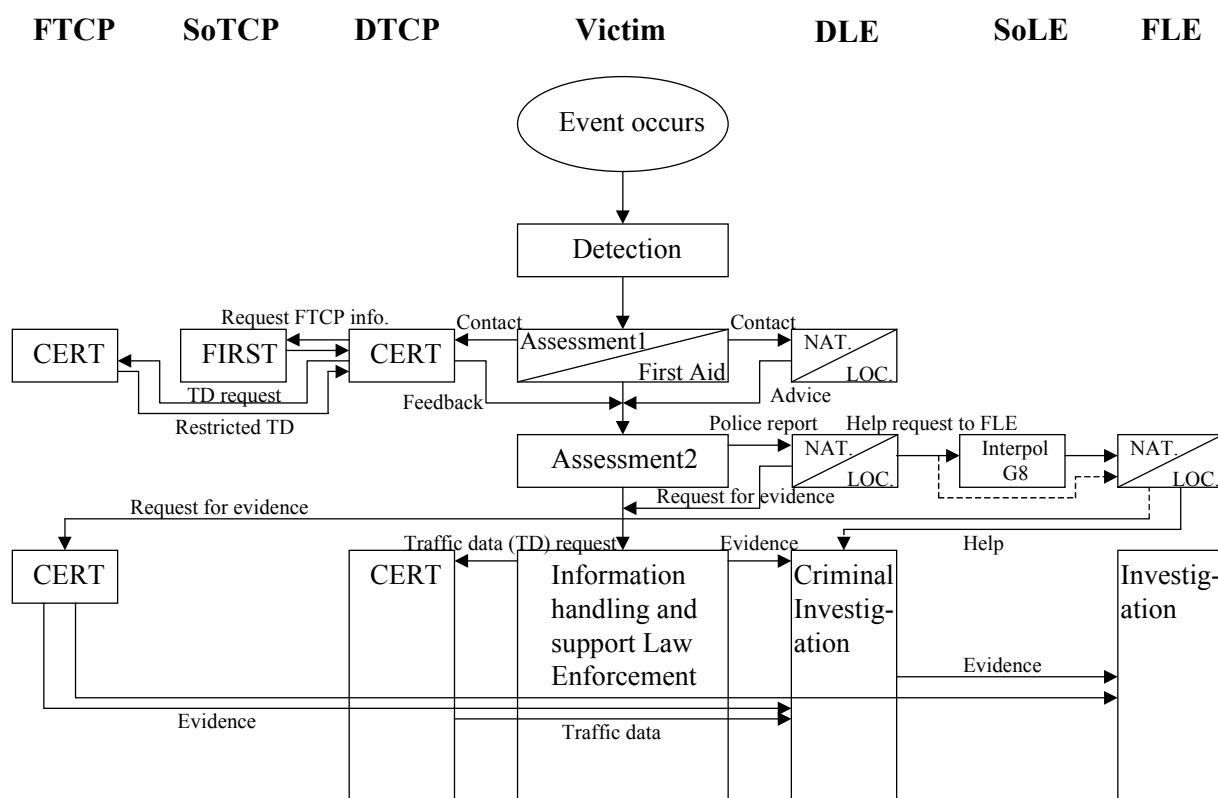 FTCP SoTCP DTCP Victim DLE SoLE FLE
Event occurs
Detection
Request FTCP info.
Contact
Contact
CERT
FIRST
CERT
Assessment1
First Aid
NAT.
LOC.
TD request
Restricted TD
Feedback
Advice
Police report
Help request to FLE
Assessment2
NAT.
LOC.
Interpol
G8
NAT.
LOC.
Request for evidence
Request for evidence
Traffic data (TD) request
Evidence
Help
CERT
CERT
Information
handling and
support Law
Enforcement
Criminal
Investig-
ation
Investig-
ation
Evidence
Evidence
Traffic data